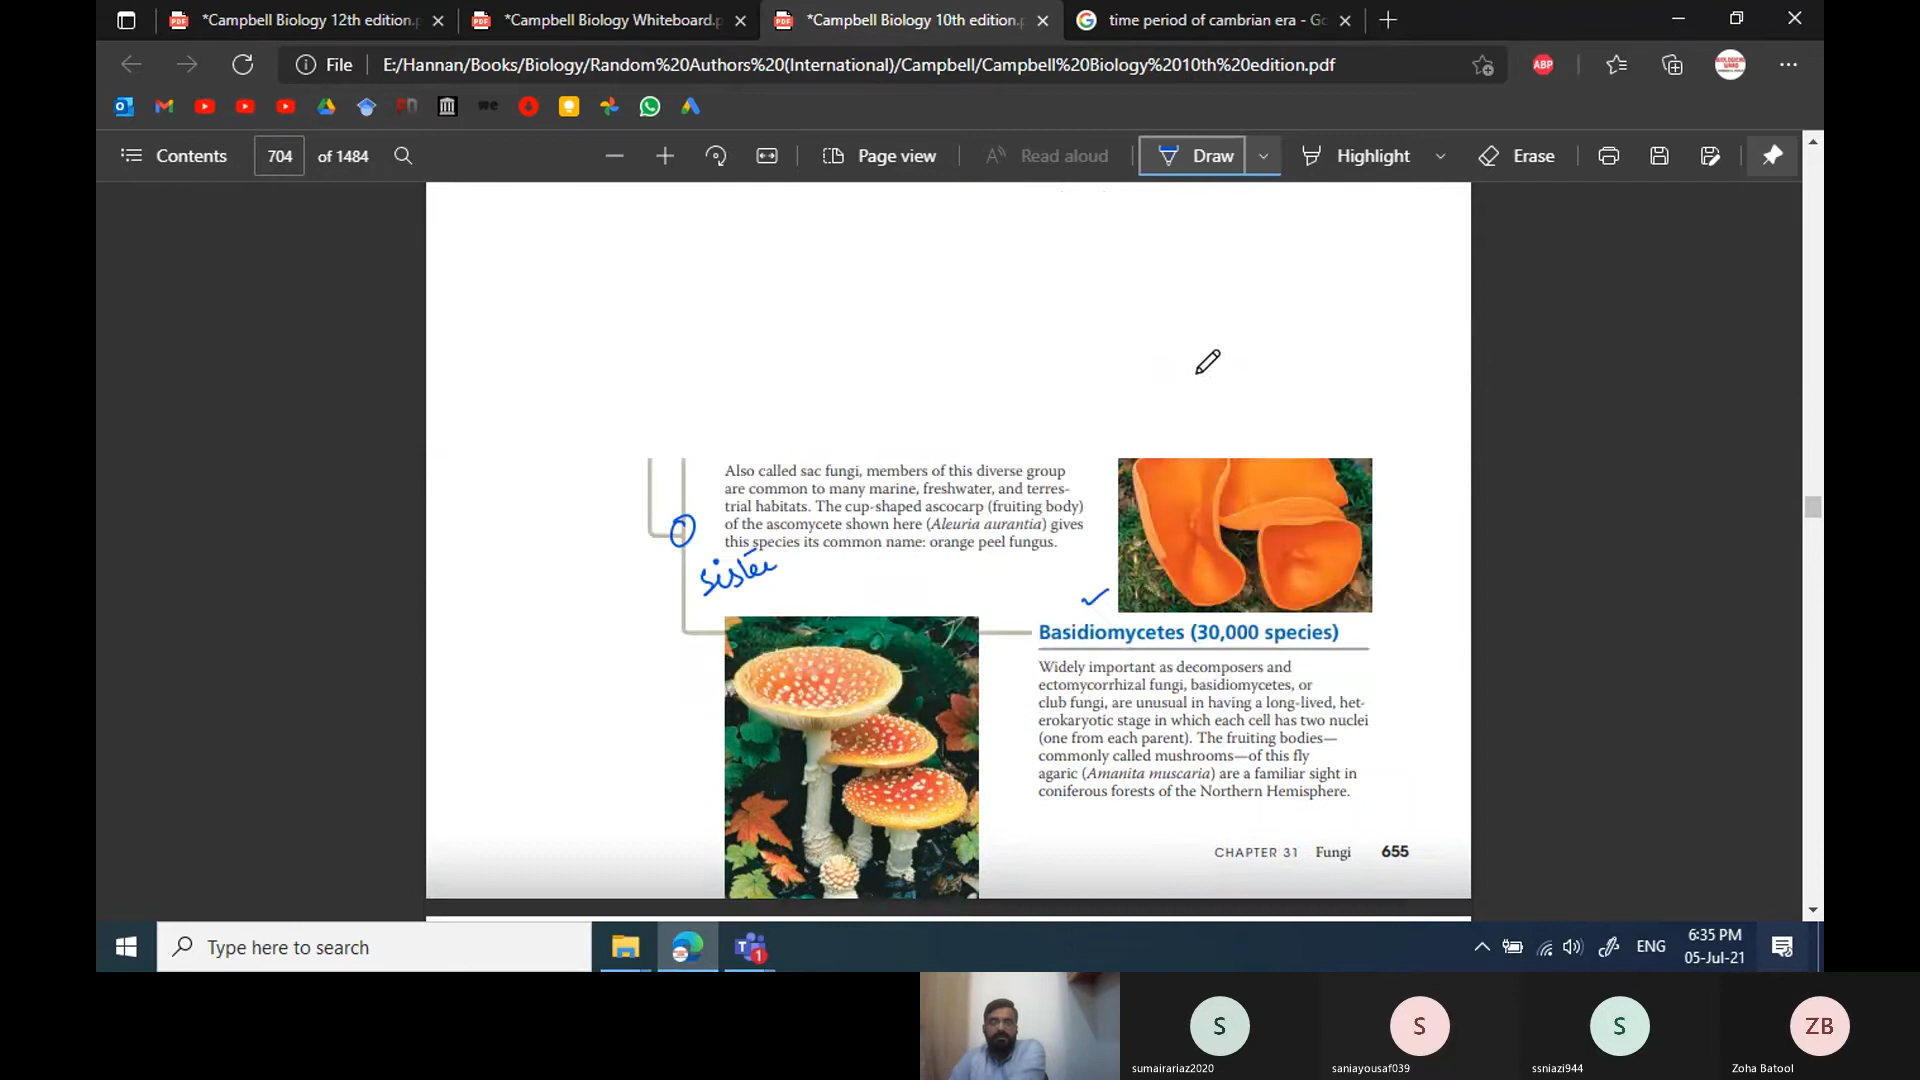 *Campbell Biology 12th edition.p
*Campbell Biology Whiteboard.p
*Campbell Biology 10th edition.p
time period of cambrian era - Go
File
E:/Hannan/Books/Biology/Random%20Authors%20(International)/Campbell/Campbell%20Biology%2010th%20edition.pdf
ABP
we
Contents
704
of 1484
Page view
Read aloud
Draw
Highlight
Erase
Also called sac fungi, members of this diverse group
are common to many marine, freshwater, and terres-
trial habitats. The cup-shaped ascocarp (fruiting body)
of the ascomycete shown here (Aleuria aurantia) gives
this species its common name: orange peel fungus.
Basidiomycetes (30,000 species)
Widely important as decomposers and
ectomycorrhizal fungi, basidiomycetes, or
club fungi, are unusual in having a long-lived, het-
erokaryotic stage in which each cell has two nuclei
(one from each parent). The fruiting bodies—
commonly called mushrooms—of this fly
agaric (Amanita muscaria) are a familiar sight in
coniferous forests of the Northern Hemisphere.
CHAPTER 31 Fungi 655
Type here to search
1
ENG
6:35 PM
05-Jul-21
S
S
S
ZB
sumairariaz2020
saniayousaf039
ssniazi944
Zoha Batool